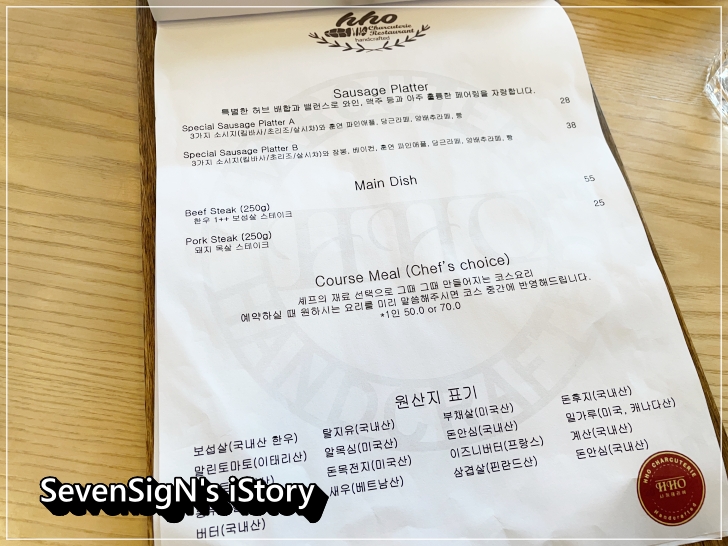 hho
Charcuterie
Restaurant
handcrafted
Sausage Platter
특별한 허브 배합과 밸런스로 와인, 맥주 등과 아주 훌륭한 페어링을 자랑합니다.
Special Sausage Platter A 28
3가지 소시지(킬바사/초리조/살시챠)와 훈연 파인애플, 당근라페, 양배추라페, 빵
Special Sausage Platter B 38
3가지 소시지(킬바사/초리조/살시챠)와 잠봉, 베이컨, 훈연 파인애플, 당근라페, 양배추라페, 빵
Main Dish
Beef Steak (250g) 55
한우 1++ 보섭살 스테이크
Pork Steak (250g) 25
돼지 목살 스테이크
Course Meal (Chef's choice)
셰프의 재료 선택으로 그때 그때 만들어지는 코스요리
예약하실 때 원하시는 요리를 미리 말씀해주시면 코스 중간에 반영해드립니다.
*1인 50.0 or 70.0
원산지 표기
보섭살(국내산 한우) 탈지유(국내산) 부채살(미국산) 돈후지(국내산)
말린토마토(이태리산) 알목심(미국산) 돈안심(국내산) 밀가루(미국, 캐나다산)
돈목전지(미국산) 이즈니버터(프랑스) 계산(국내산)
새우(베트남산) 삼겹살(핀란드산) 돈안심(국내산)
버터(국내산)
HHO CHARCUTERIE
HHO
Handcrafted
SevenSigN's iStory